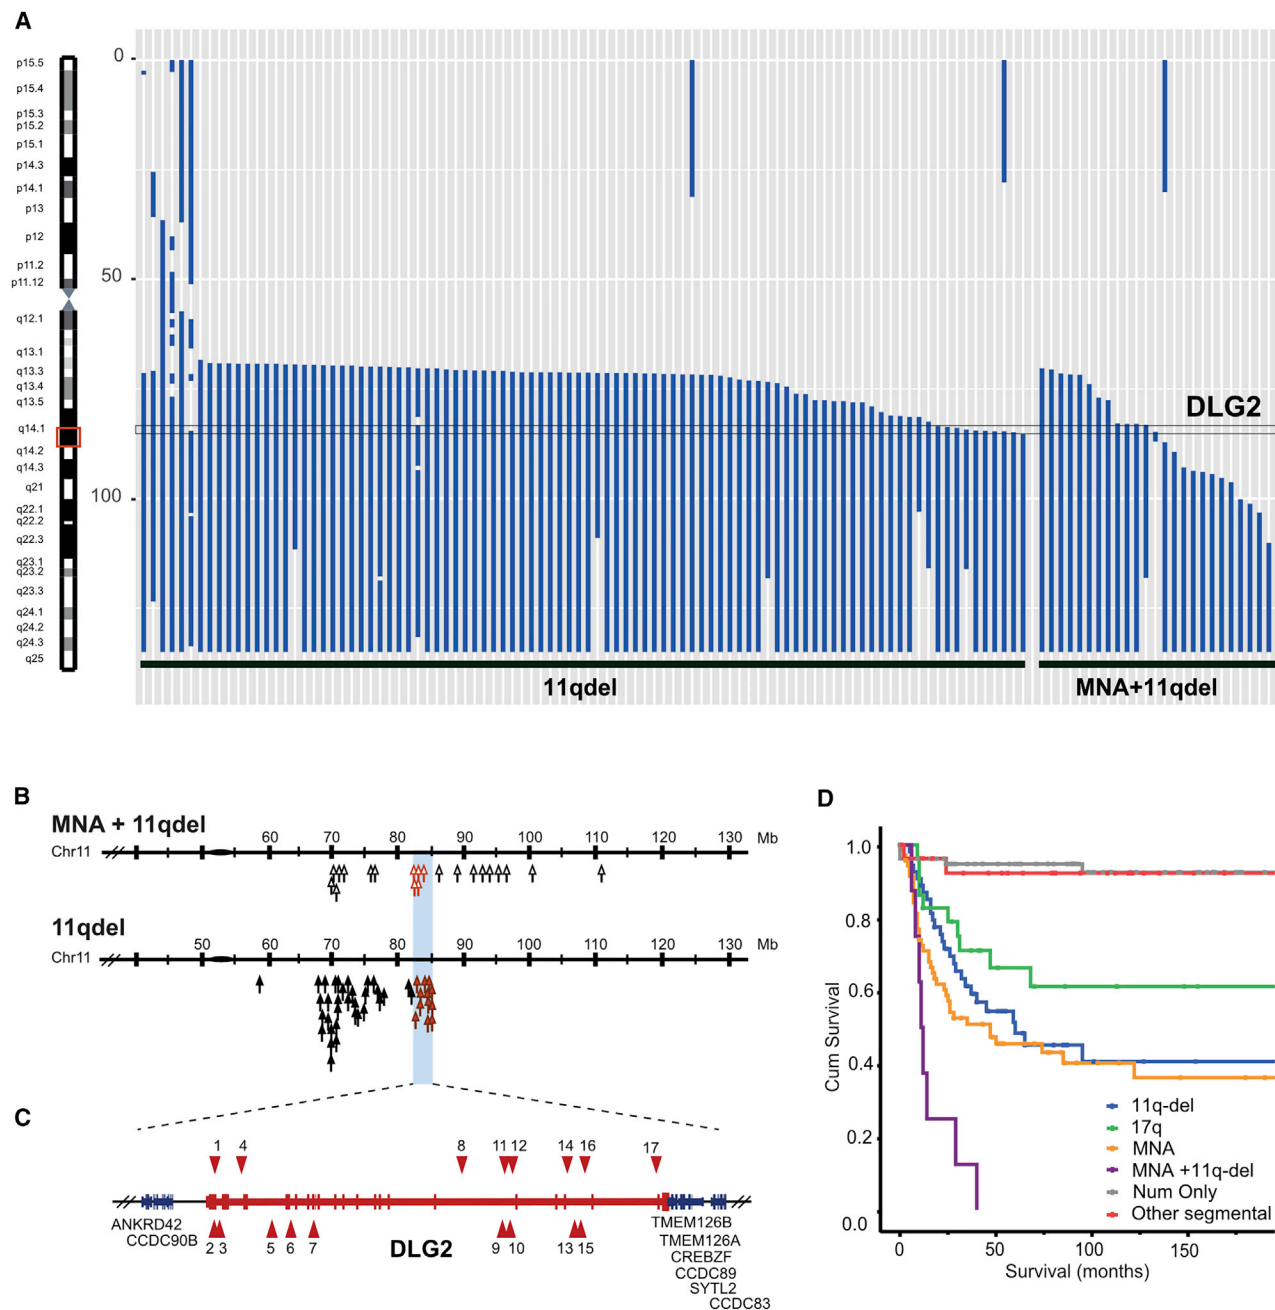 A
p15.5
p15.4
p15.3
p15.2
p15.1
p14.3
p14.1
p13
p12
p11.2
p11.12
q12.1
q13.1
q13.3
q13.4
q13.5
q14.1
q14.2
q14.3
q21
q22.1
q22.2
q22.3
q23.1
q23.2
q23.3
q24.1
q24.2
q24.3
q25
0
50
100
DLG2
11qdel
MNA+11qdel
B
MNA + 11qdel
60 70 80 90 100 110 120 130 Mb
Chr11
11qdel
50 60 70 80 90 100 110 120 130 Mb
Chr11
C
1 4 8 11 12 14 16 17
ANKRD42
CCDC90B
2 3 5 6 7 9 10 13 15
DLG2
TMEM126B
TMEM126A
CREBZF
CCDC89
SYTL2
CCDC83
D
Cum Survival
1.0
0.8
0.6
0.4
0.2
0.0
11q-del
17q
MNA
MNA +11q-del
Num Only
Other segmental
0 50 100 150
Survival (months)